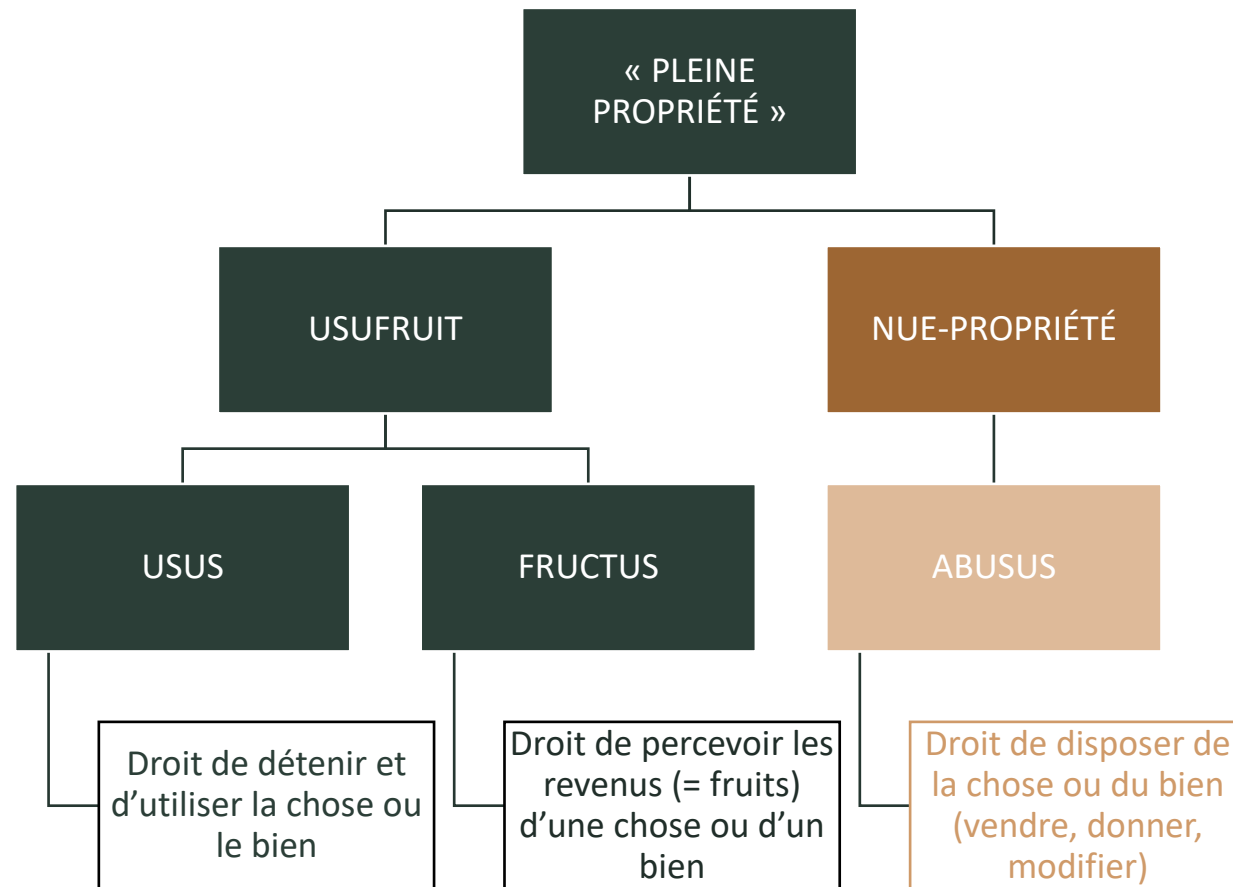 « PLEINE
PROPRIÉTÉ »
USUFRUIT
NUE-PROPRIÉTÉ
USUS
FRUCTUS
ABUSUS
Droit de détenir et
d’utiliser la chose ou
le bien
Droit de percevoir les
revenus (= fruits)
d’une chose ou d’un
bien
Droit de disposer de
la chose ou du bien
(vendre, donner,
modifier)